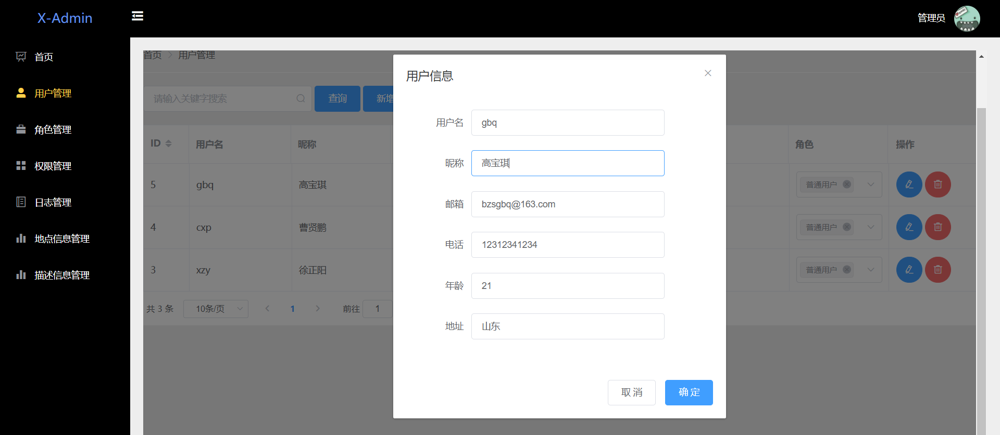 X-Admin
管理员
首页
用户管理
角色管理
权限管理
日志管理
地点信息管理
描述信息管理
首页 > 用户管理
请输入关键字搜索
查询
新增
ID 用户名 昵称 角色 操作
5 gbq 高宝琪 普通用户
4 cxp 曹贤鹏 普通用户
3 xzy 徐正阳 普通用户
共 3 条 10条/页 < 1 > 前往 1
用户信息
用户名 gbq
昵称 高宝琪
邮箱 bzsgbq@163.com
电话 12312341234
年龄 21
地址 山东
取 消
确 定